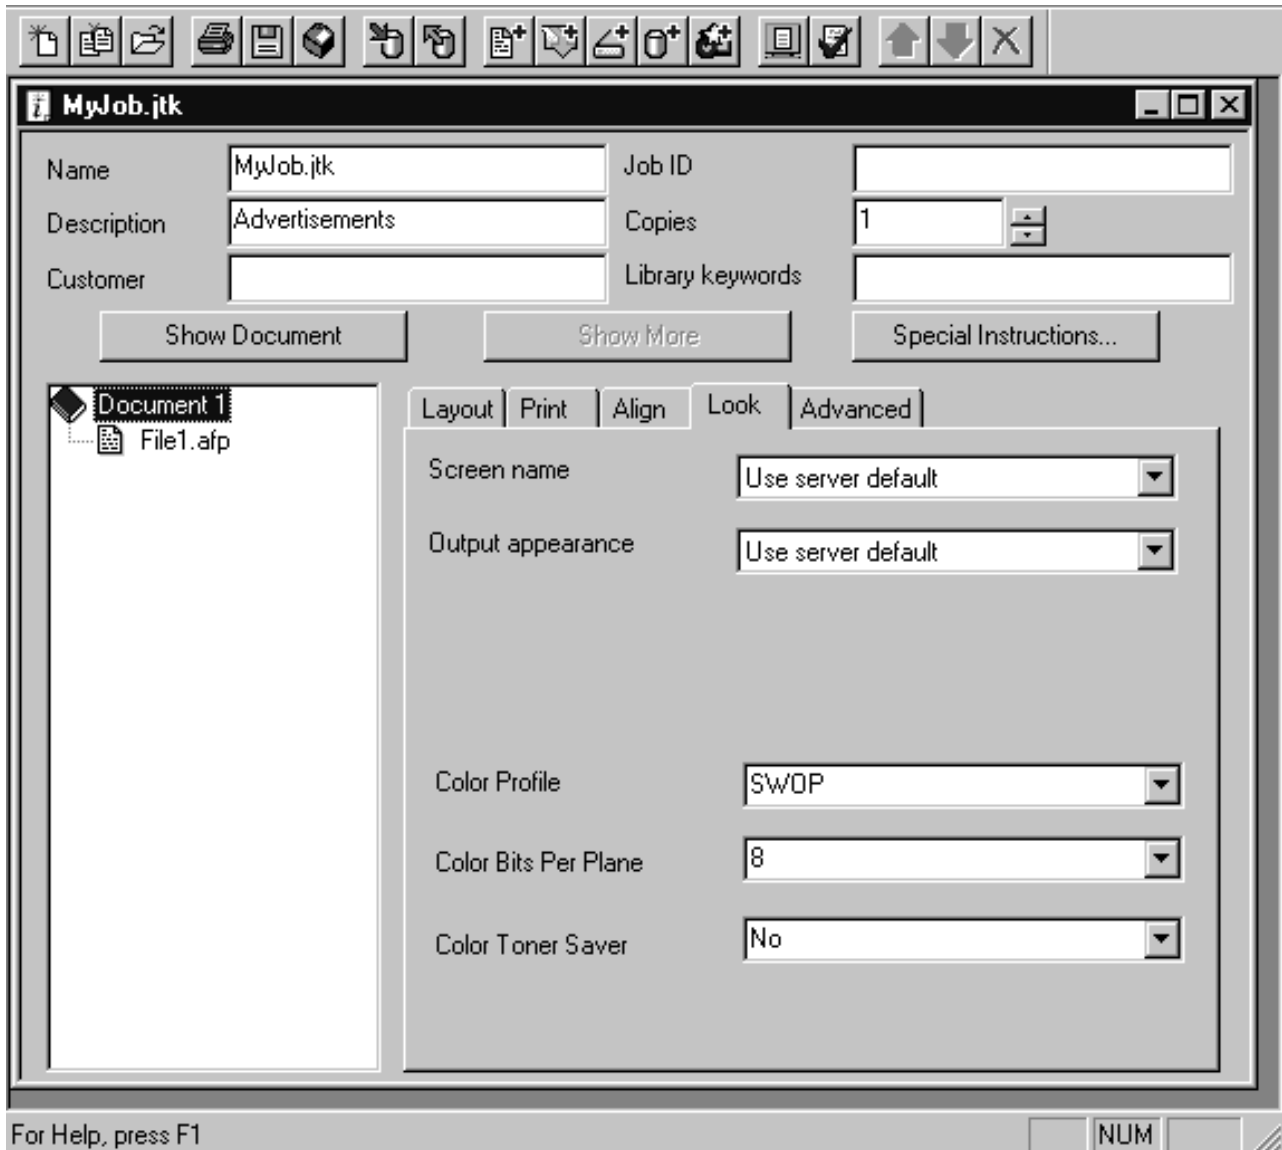 MyJob.jtk
Name MyJob.jtk Job ID
Description Advertisements Copies 1
Customer Library keywords
Show Document Show More Special Instructions...
Document 1
File1.afp
Layout Print Align Look Advanced
Screen name Use server default
Output appearance Use server default
Color Profile SWOP
Color Bits Per Plane 8
Color Toner Saver No
For Help, press F1 NUM